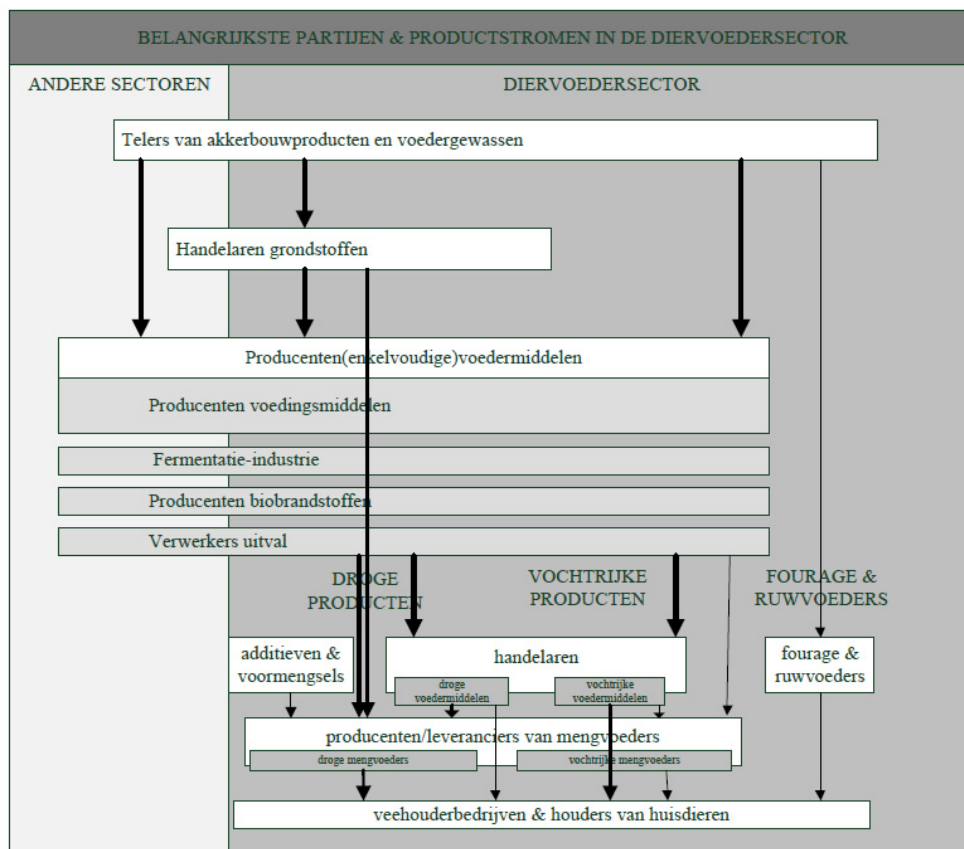 BELANGRIJKSTE PARTIJEN & PRODUCTSTROMEN IN DE DIERVOEDERSECTOR
ANDERE SECTOREN
DIERVOEDERSECTOR
Telers van akkerbouwproducten en voedergewassen
Handelaren grondstoffen
Producenten(enkelvoudige)voedermiddelen
Producenten voedingsmiddelen
Fermentatie-industrie
Producenten biobrandstoffen
Verwerkers uitval
DROGE
PRODUCTEN
VOCHTRIJKE
PRODUCTEN
FOURAGE &
RUWVOEDERS
additieven &
voormengsels
handelaren
droge
voedermiddelen
vochtrijke
voedermiddelen
fourage &
ruwvoeders
producenten/leveranciers van mengvoeders
droge mengvoeders
vochtrijke mengvoeders
veehouderbedrijven & houders van huisdieren